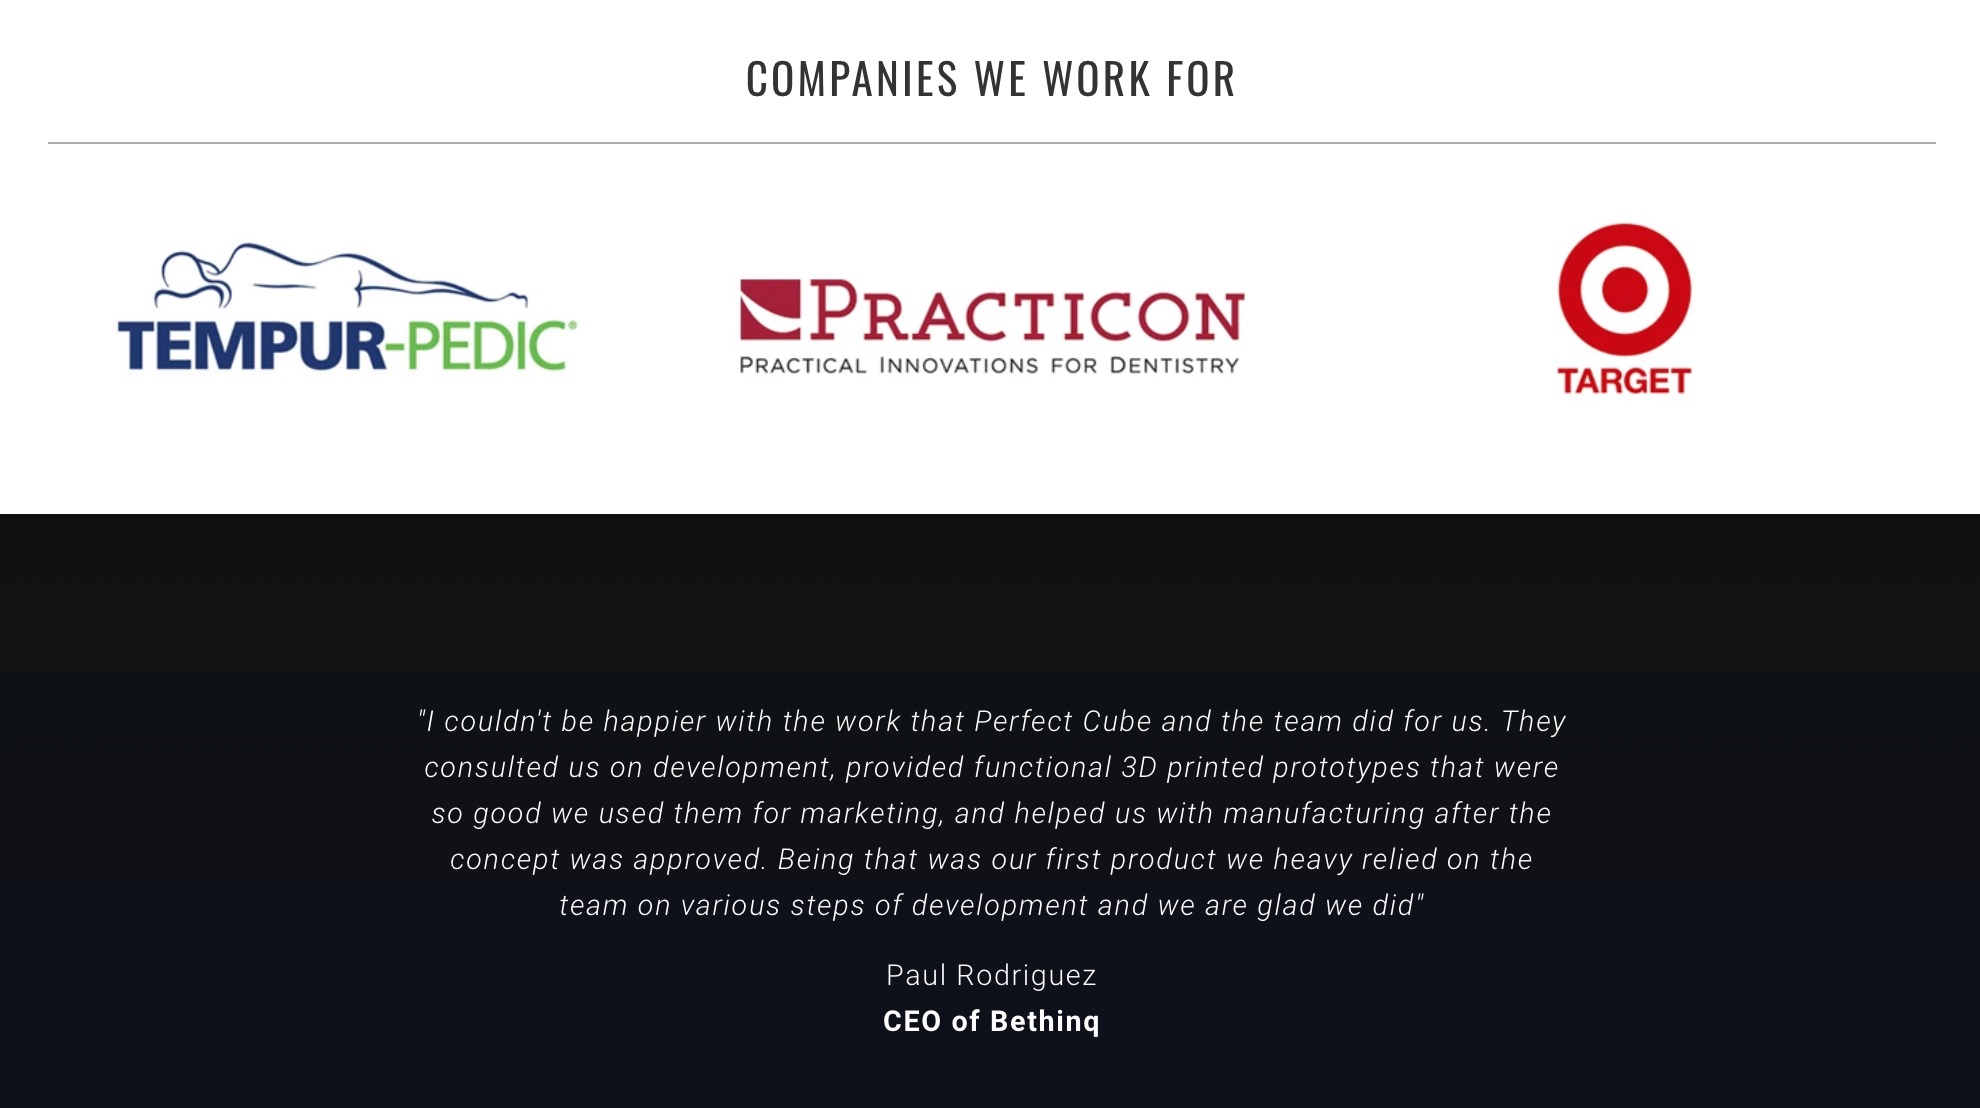 COMPANIES WE WORK FOR
TEMPUR-PEDIC®
PRACTICON
PRACTICAL INNOVATIONS FOR DENTISTRY
TARGET
"I couldn't be happier with the work that Perfect Cube and the team did for us. They
consulted us on development, provided functional 3D printed prototypes that were
so good we used them for marketing, and helped us with manufacturing after the
concept was approved. Being that was our first product we heavy relied on the
team on various steps of development and we are glad we did"
Paul Rodriguez
CEO of Bethinq